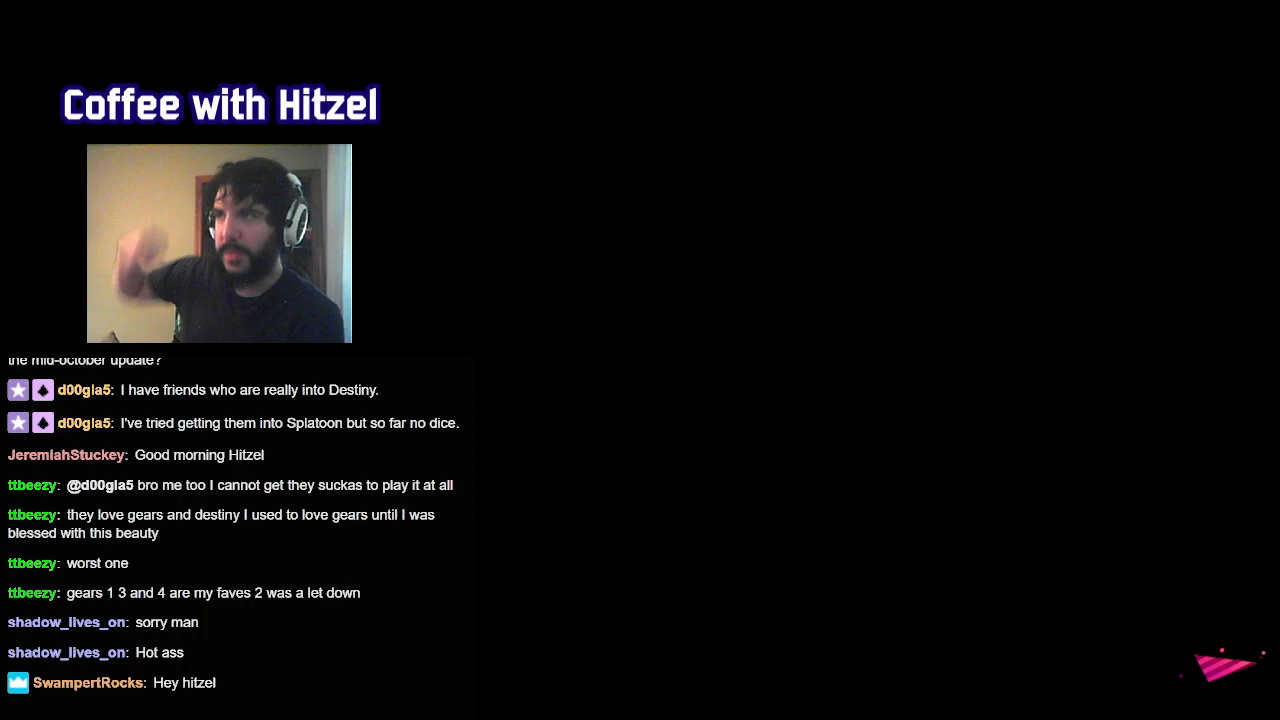 Coffee with Hitzel
the mid-october update?
d00gla5: I have friends who are really into Destiny.
d00gla5: I've tried getting them into Splatoon but so far no dice.
JeremiahStuckey: Good morning Hitzel
ttbeezy: @d00gla5 bro me too I cannot get they suckas to play it at all
ttbeezy: they love gears and destiny I used to love gears until I was
blessed with this beauty
ttbeezy: worst one
ttbeezy: gears 1 3 and 4 are my faves 2 was a let down
shadow_lives_on: sorry man
shadow_lives_on: Hot ass
SwampertRocks: Hey hitzel